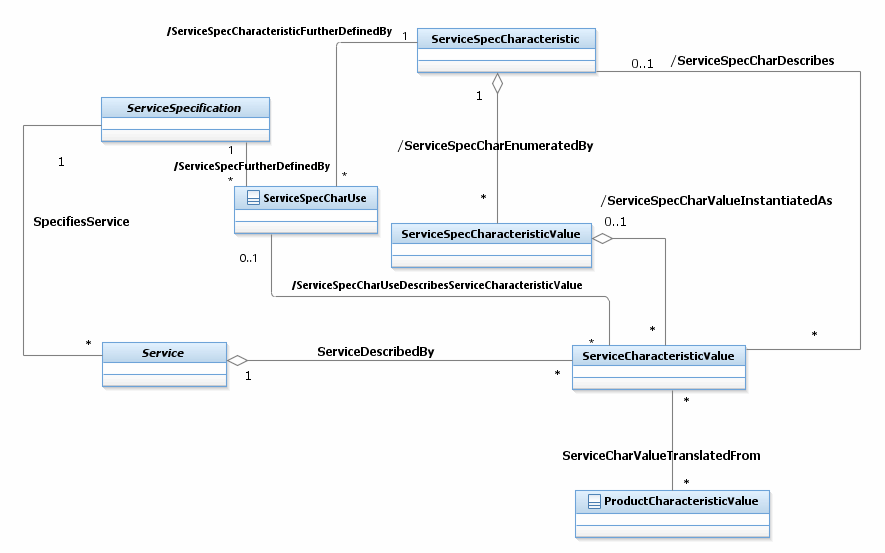 /ServiceSpecCharacteristicFurtherDefinedBy
1
ServiceSpecCharacteristic
0..1
/ServiceSpecCharDescribes
1
ServiceSpecification
1
1
/ServiceSpecCharEnumeratedBy
/ServiceSpecFurtherDefinedBy
*
*
ServiceSpecCharUse
*
/ServiceSpecCharValueInstantiatedAs
SpecifiesService
0..1
ServiceSpecCharacteristicValue
0..1
/ServiceSpecCharUseDescribesServiceCharacteristicValue
*
*
*
*
Service
ServiceDescribedBy
ServiceCharacteristicValue
1
*
*
ServiceCharValueTranslatedFrom
*
ProductCharacteristicValue